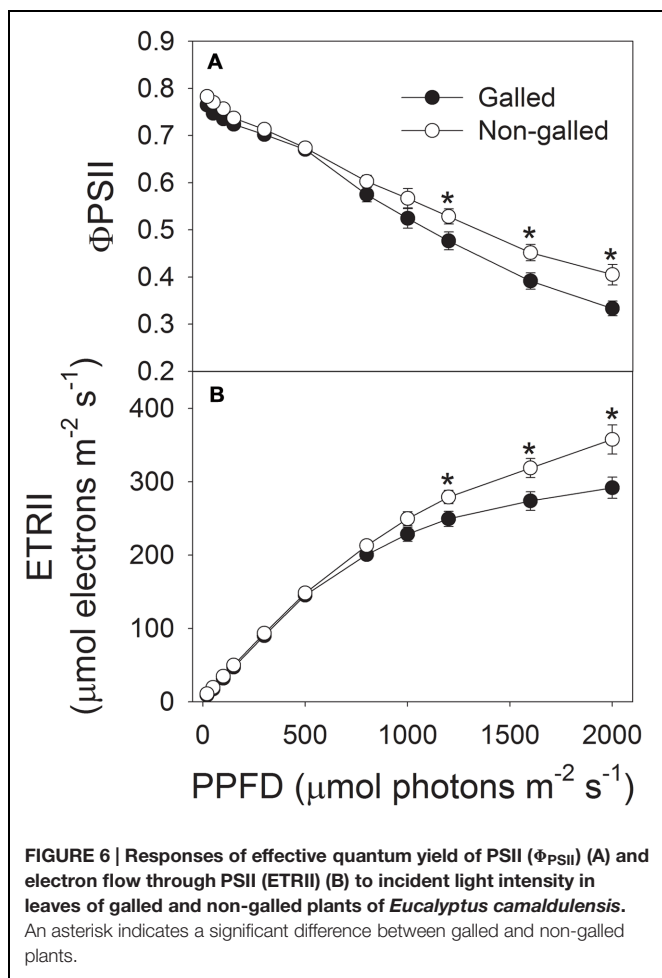 A
Galled
Non-galled
ΦPSII
0.9
0.8
0.7
0.6
0.5
0.4
0.3
0.2
*
*
*
B
ETRII
(μmol electrons m-2 s-1)
400
300
200
100
0
*
*
*
0 500 1000 1500 2000
PPFD (μmol photons m-2 s-1)
FIGURE 6 | Responses of effective quantum yield of PSII (ΦPSII) (A) and
electron flow through PSII (ETRII) (B) to incident light intensity in
leaves of galled and non-galled plants of Eucalyptus camaldulensis.
An asterisk indicates a significant difference between galled and non-galled
plants.